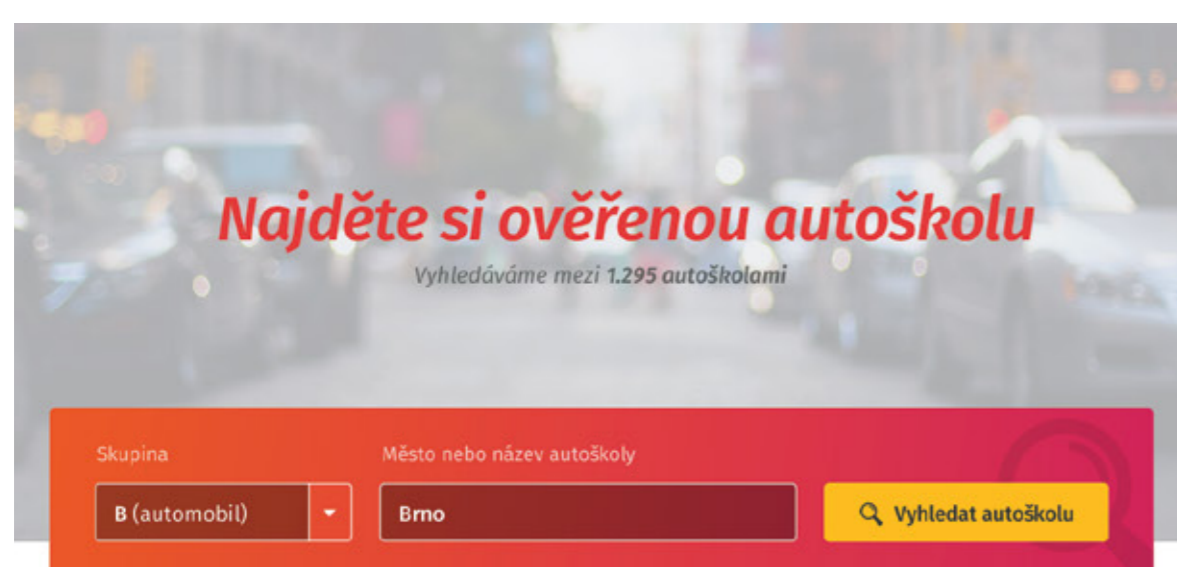 Najděte si ověřenou autoškolu
Vyhledáváme mezi 1.295 autoškolami
Skupina
Město nebo název autoškoly
B (automobil)
Brno
Vyhledat autoškolu